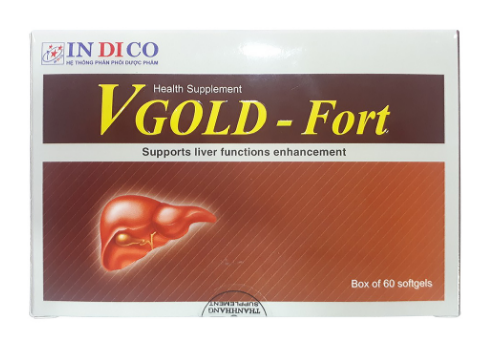 INDICO
HỆ THỐNG PHÂN PHỐI DƯỢC PHẨM
Health Supplement
VGOLD - Fort
Supports liver functions enhancement
Box of 60 softgels
THANHHANG
SUPPLEMENT